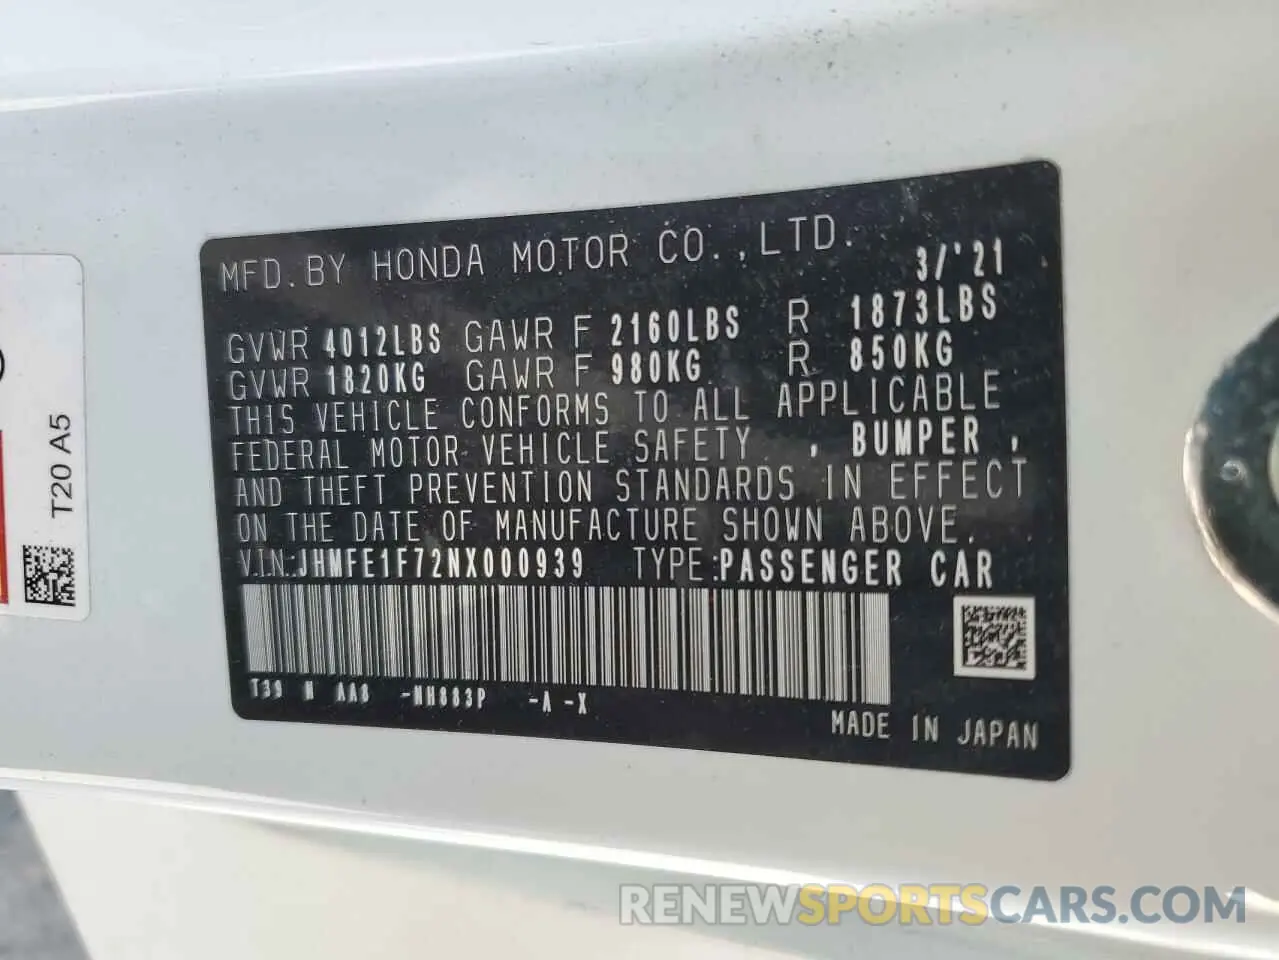 MFD. BY HONDA MOTOR CO., LTD. 3/'21
GVWR 4012LBS GAWR F 2160LBS R 1873LBS
GVWR 1820KG GAWR F 980KG R 850KG
THIS VEHICLE CONFORMS TO ALL APPLICABLE
FEDERAL MOTOR VEHICLE SAFETY , BUMPER ,
AND THEFT PREVENTION STANDARDS IN EFFECT
ON THE DATE OF MANUFACTURE SHOWN ABOVE.
V.I.N.:JHMFE1F72NX000939 TYPE:PASSENGER CAR
T39 N AA8 -NH883P -A -X
MADE IN JAPAN
T20 A5
RENEWSPORTSCARS.COM